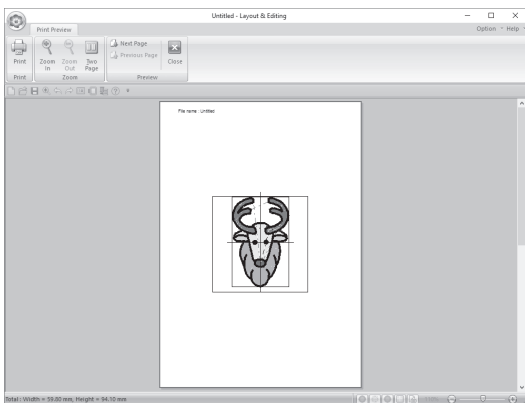 Untitled - Layout & Editing
Option Help
Print Preview
Print
Zoom In
Zoom Out
Two Page
Next Page
Previous Page
Close
Print
Zoom
Preview
File name : Untitled
Total : Width = 59.80 mm, Height = 94.10 mm